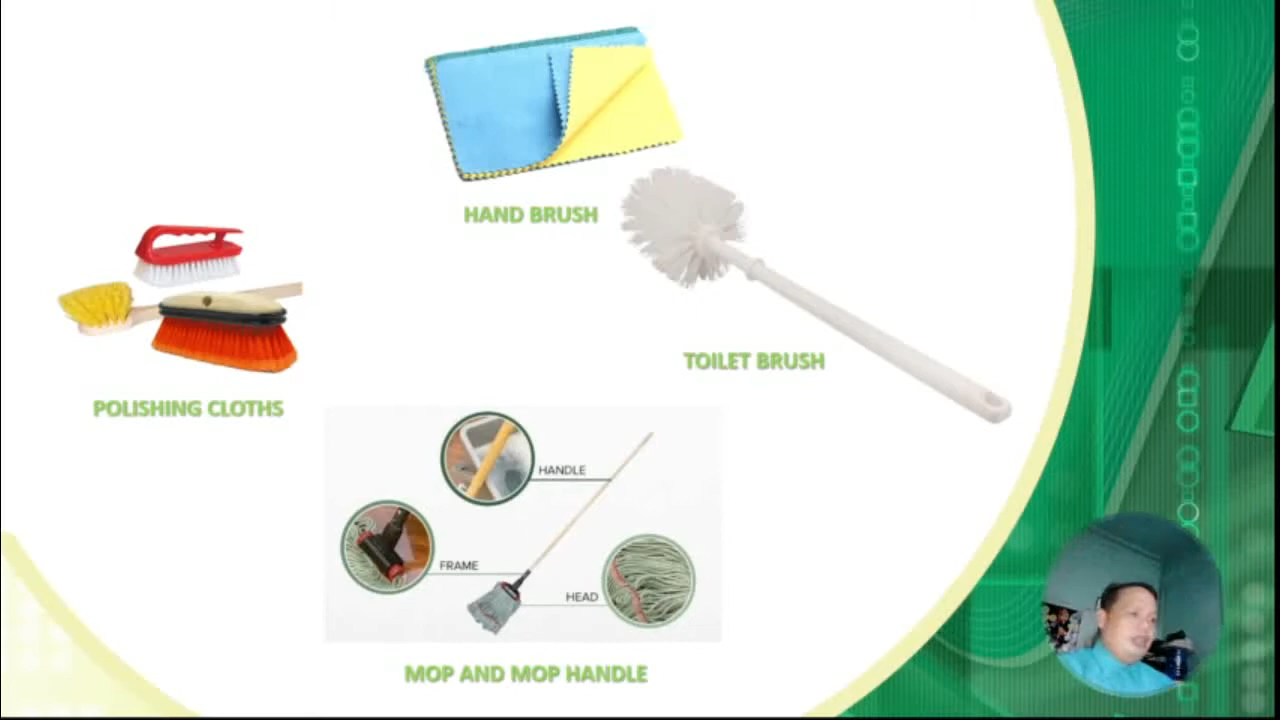 HAND BRUSH
TOILET BRUSH
POLISHING CLOTHS
HANDLE
FRAME
HEAD
MOP AND MOP HANDLE